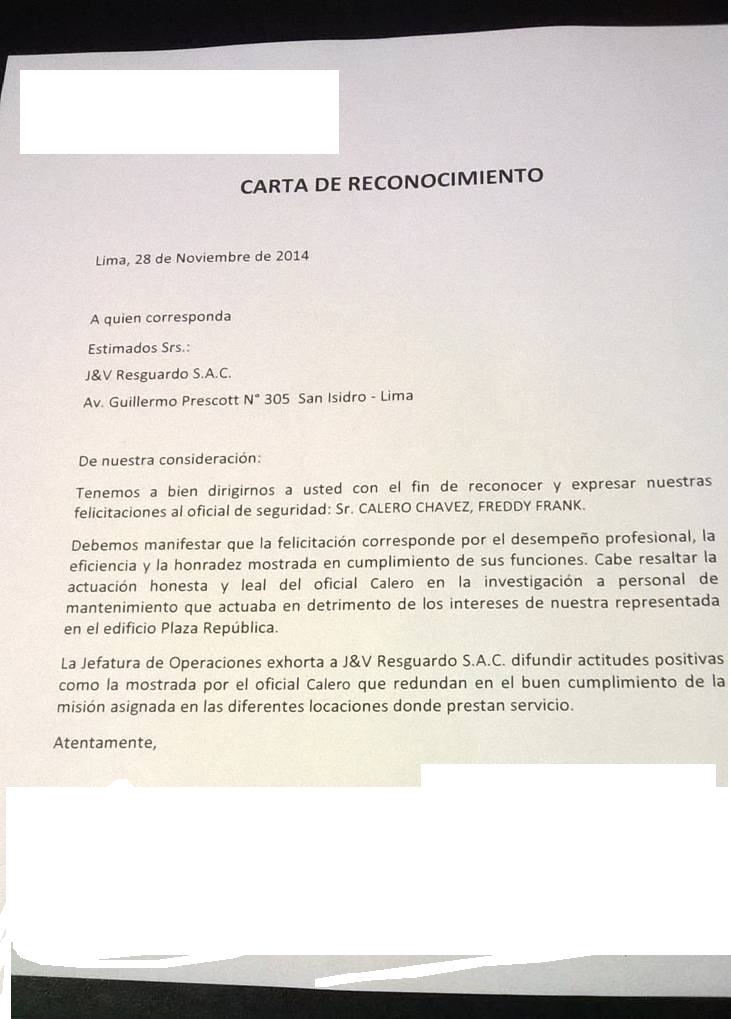 CARTA DE RECONOCIMIENTO
Lima, 28 de Noviembre de 2014
A quien corresponda
Estimados Srs.:
J&V Resguardo S.A.C.
Av. Guillermo Prescott N° 305 San Isidro - Lima
De nuestra consideración:
Tenemos a bien dirigirnos a usted con el fin de reconocer y expresar nuestras
felicitaciones al oficial de seguridad: Sr. CALERO CHAVEZ, FREDDY FRANK.
Debemos manifestar que la felicitación corresponde por el desempeño profesional, la
eficiencia y la honradez mostrada en cumplimiento de sus funciones. Cabe resaltar la
actuación honesta y leal del oficial Calero en la investigación a personal de
mantenimiento que actuaba en detrimento de los intereses de nuestra representada
en el edificio Plaza República.
La Jefatura de Operaciones exhorta a J&V Resguardo S.A.C. difundir actitudes positivas
como la mostrada por el oficial Calero que redundan en el buen cumplimiento de la
misión asignada en las diferentes locaciones donde prestan servicio.
Atentamente,